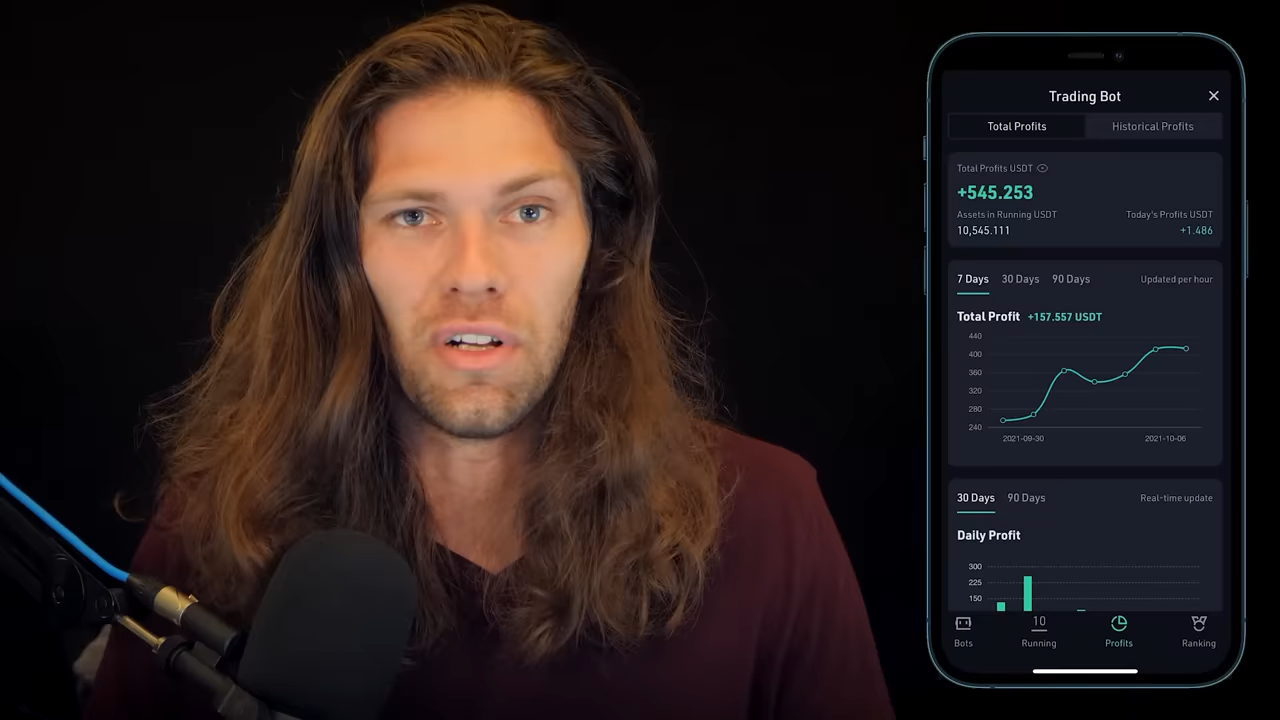 Trading Bot
Total Profits Historical Profits
Total Profits USDT
+545.253
Assets in Running USDT Today's Profits USDT
10,545.111 +1.486
7 Days 30 Days 90 Days Updated per hour
Total Profit +157.557 USDT
440
400
360
320
280
240
2021-09-30 2021-10-06
30 Days 90 Days Real-time update
Daily Profit
300
225
150
10
Bots Running Profits Ranking